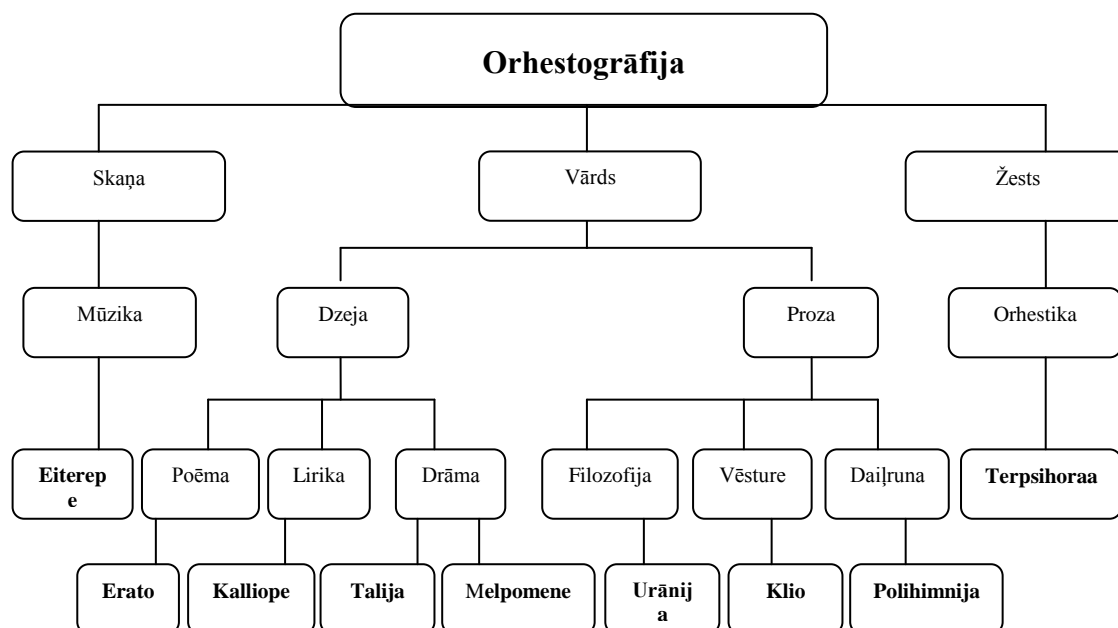 Orhestogrāfija
Skaņa
Vārds
Žests
Mūzika
Dzeja
Proza
Orhestika
Eiterep
e
Poēma
Lirika
Drāma
Filozofija
Vēsture
Daiļruna
Terpsihoraa
Erato
Kalliope
Talija
Melpomene
Urānij
a
Klio
Polihimnija